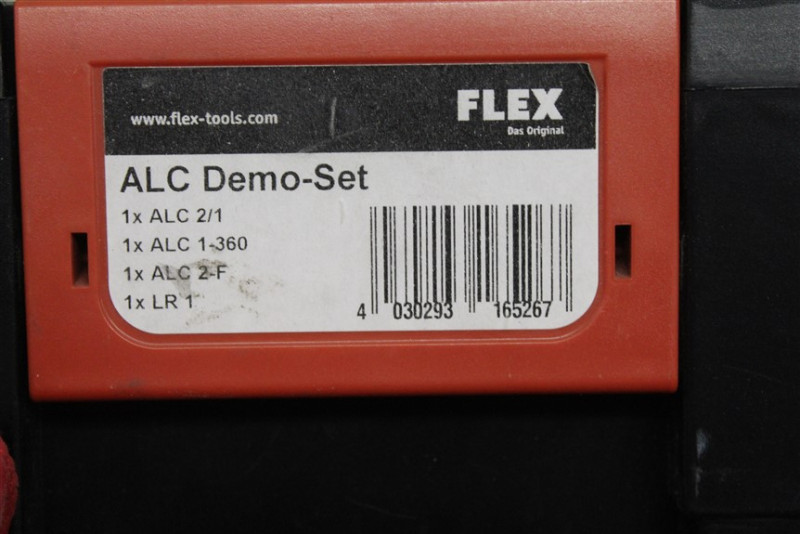 www.flex-tools.com
FLEX
Das Original
ALC Demo-Set
1x ALC 2/1
1x ALC 1-360
1x ALC 2-F
1x LR 1
4 030293 165267